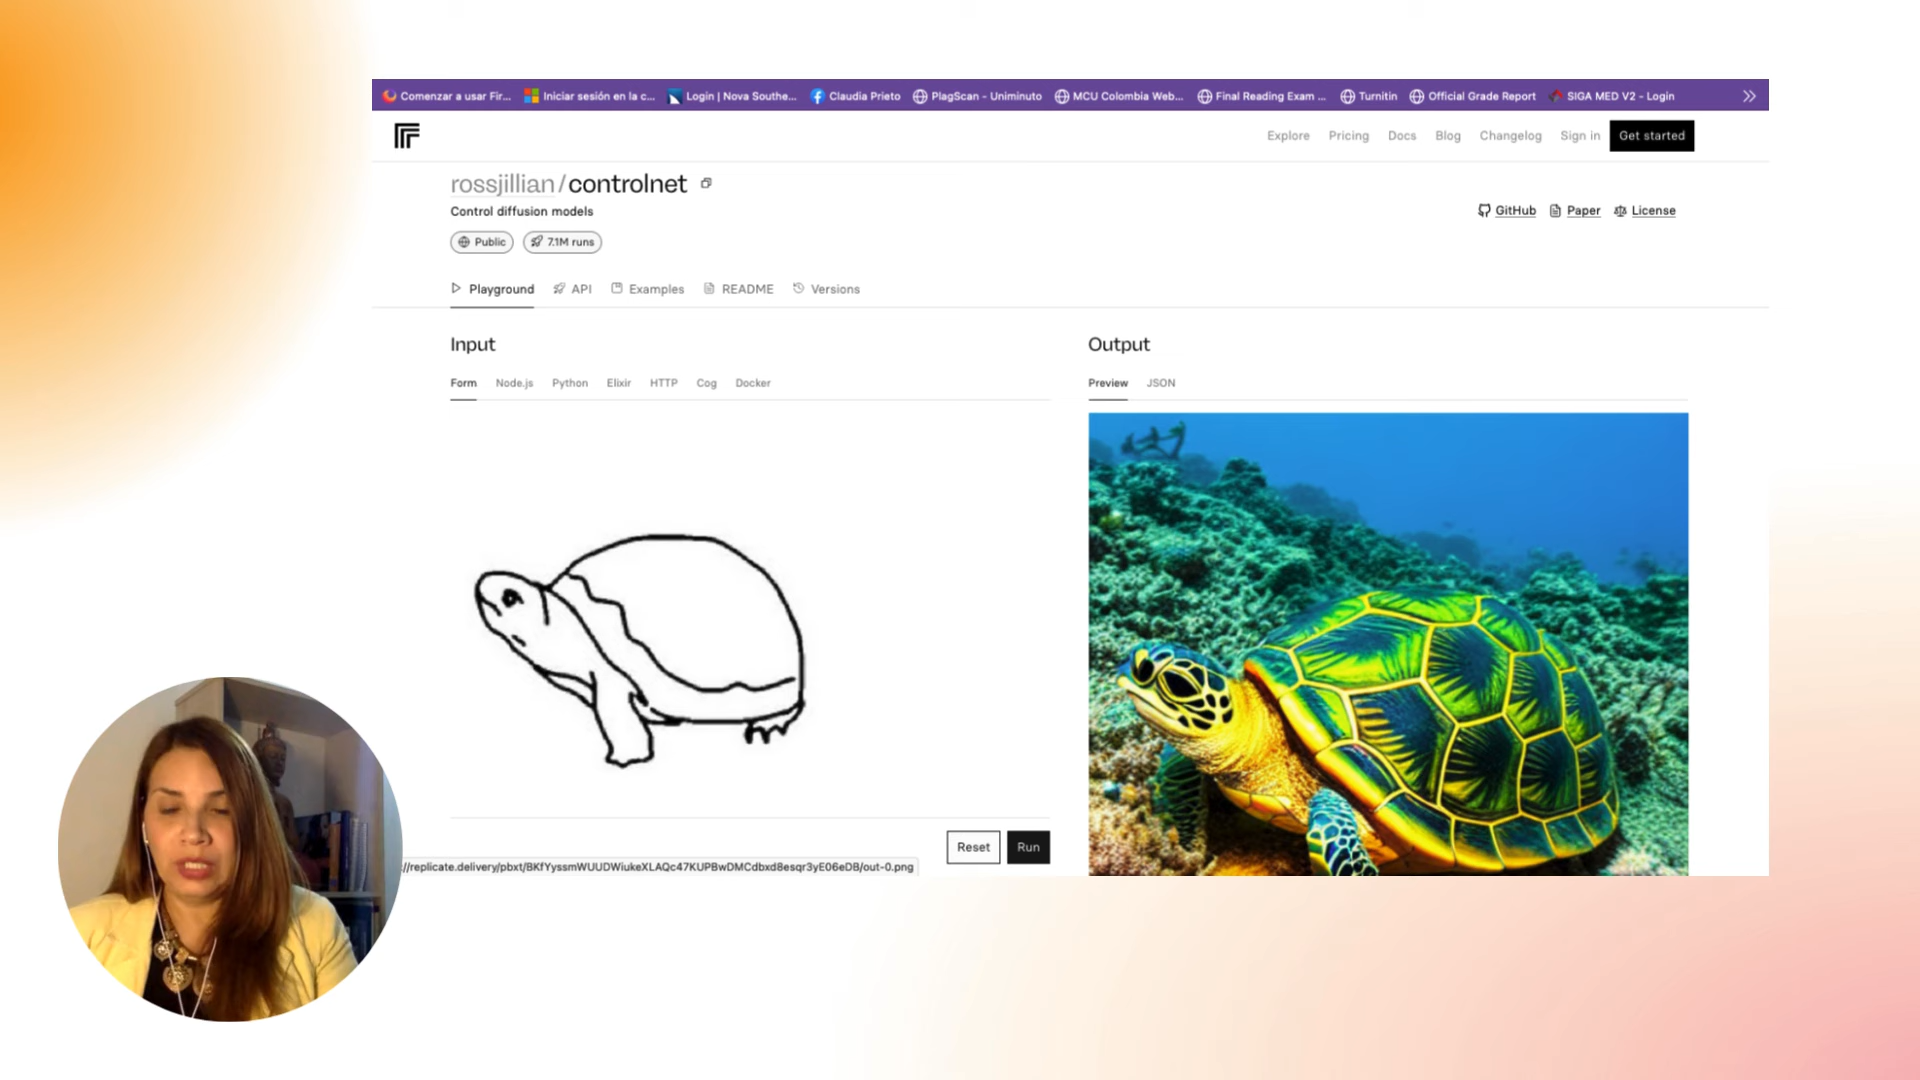 Comenzar a usar Fir... Iniciar sesión en la c... Login | Nova Southe... Claudia Prieto PlagScan - Uniminuto MCU Colombia Web... Final Reading Exam ... Turnitin Official Grade Report SIGA MED V2 - Login
Explore Pricing Docs Blog Changelog Sign in Get started
rossjillian/controlnet
Control diffusion models
GitHub Paper License
Public 7.1M runs
Playground API Examples README Versions
Input
Form Node.js Python Elixir HTTP Cog Docker
Output
Preview JSON
Reset Run
://replicate.delivery/pbxt/BKfYyssmWUUDWiukeXLAQc47KUPBwDMCdbxd8esqr3yE06eDB/out-0.png